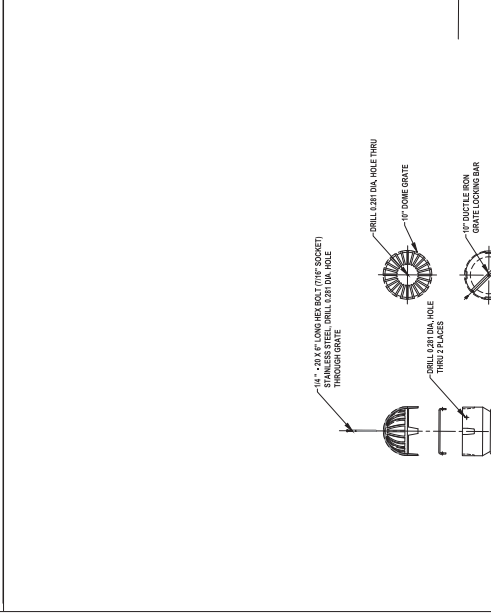 1/4" - 20 X 6" LONG HEX BOLT (7/16" SOCKET)
STAINLESS STEEL, DRILL 0.281 DIA. HOLE
THROUGH GRATE
DRILL 0.281 DIA. HOLE THRU
10" DOME GRATE
DRILL 0.281 DIA. HOLE
THRU 2 PLACES
10" DUCTILE IRON
GRATE LOCKING BAR